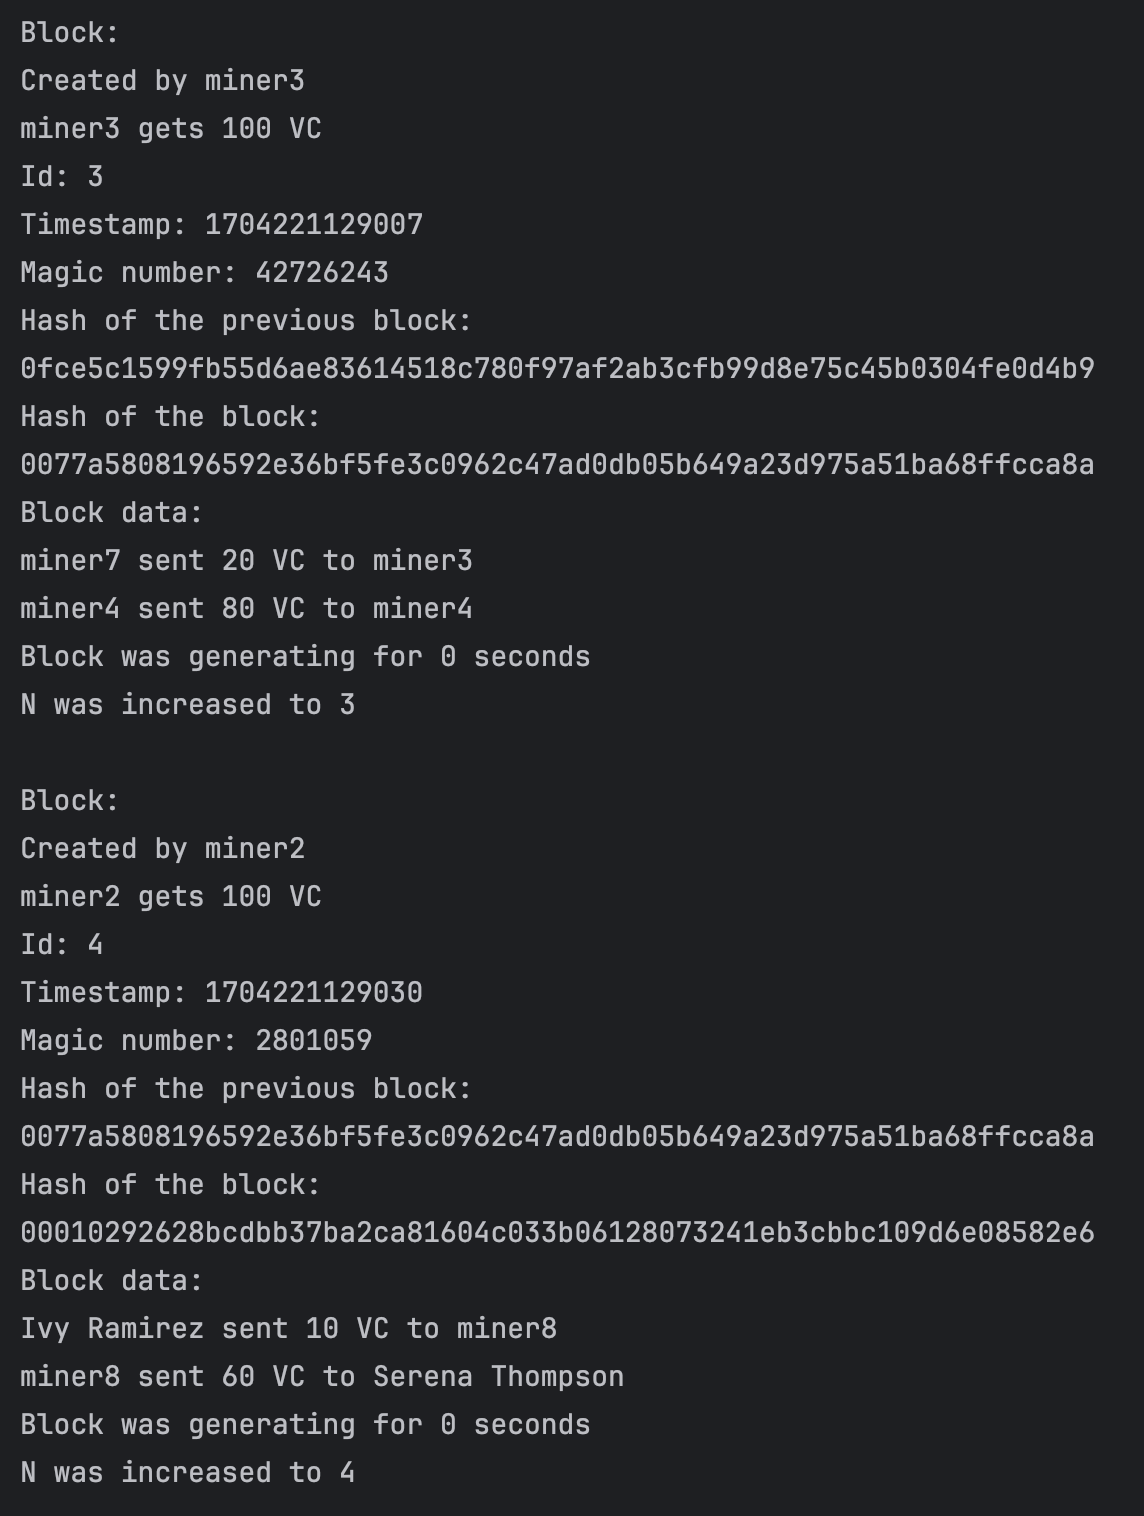 Block:
Created by miner3
miner3 gets 100 VC
Id: 3
Timestamp: 1704221129007
Magic number: 42726243
Hash of the previous block:
0fce5c1599fb55d6ae83614518c780f97af2ab3cfb99d8e75c45b0304fe0d4b9
Hash of the block:
0077a5808196592e36bf5fe3c0962c47ad0db05b649a23d975a51ba68ffcca8a
Block data:
miner7 sent 20 VC to miner3
miner4 sent 80 VC to miner4
Block was generating for 0 seconds
N was increased to 3
Block:
Created by miner2
miner2 gets 100 VC
Id: 4
Timestamp: 1704221129030
Magic number: 2801059
Hash of the previous block:
0077a5808196592e36bf5fe3c0962c47ad0db05b649a23d975a51ba68ffcca8a
Hash of the block:
00010292628bcdbb37ba2ca81604c033b06128073241eb3cbbc109d6e08582e6
Block data:
Ivy Ramirez sent 10 VC to miner8
miner8 sent 60 VC to Serena Thompson
Block was generating for 0 seconds
N was increased to 4